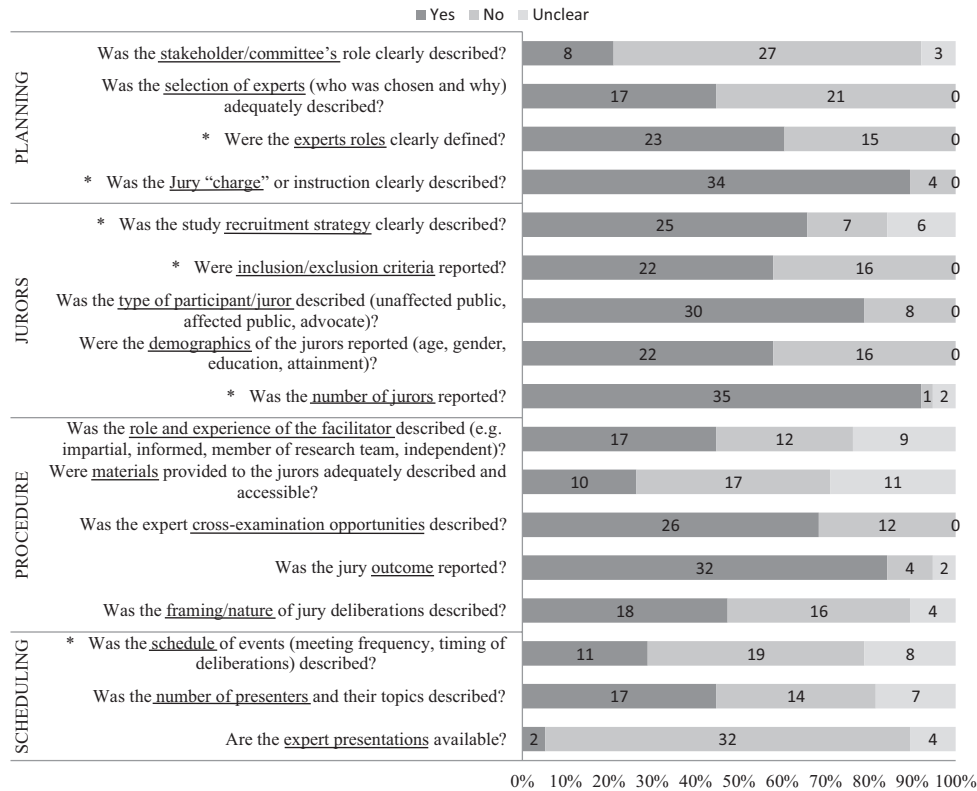 Yes No Unclear
PLANNING
Was the stakeholder/committee’s role clearly described?
8 27 3
Was the selection of experts (who was chosen and why)
adequately described?
17 21 0
* Were the experts roles clearly defined?
23 15 0
* Was the Jury “charge” or instruction clearly described?
34 4 0
JURORS
* Was the study recruitment strategy clearly described?
25 7 6
* Were inclusion/exclusion criteria reported?
22 16 0
Was the type of participant/juror described (unaffected public,
affected public, advocate)?
30 8 0
Were the demographics of the jurors reported (age, gender,
education, attainment)?
22 16 0
* Was the number of jurors reported?
35 1 2
PROCEDURE
Was the role and experience of the facilitator described (e.g.
impartial, informed, member of research team, independent)?
17 12 9
Were materials provided to the jurors adequately described and
accessible?
10 17 11
Was the expert cross-examination opportunities described?
26 12 0
Was the jury outcome reported?
32 4 2
Was the framing/nature of jury deliberations described?
18 16 4
SCHEDULING
* Was the schedule of events (meeting frequency, timing of
deliberations) described?
11 19 8
Was the number of presenters and their topics described?
17 14 7
Are the expert presentations available?
2 32 4
0% 10% 20% 30% 40% 50% 60% 70% 80% 90% 100%